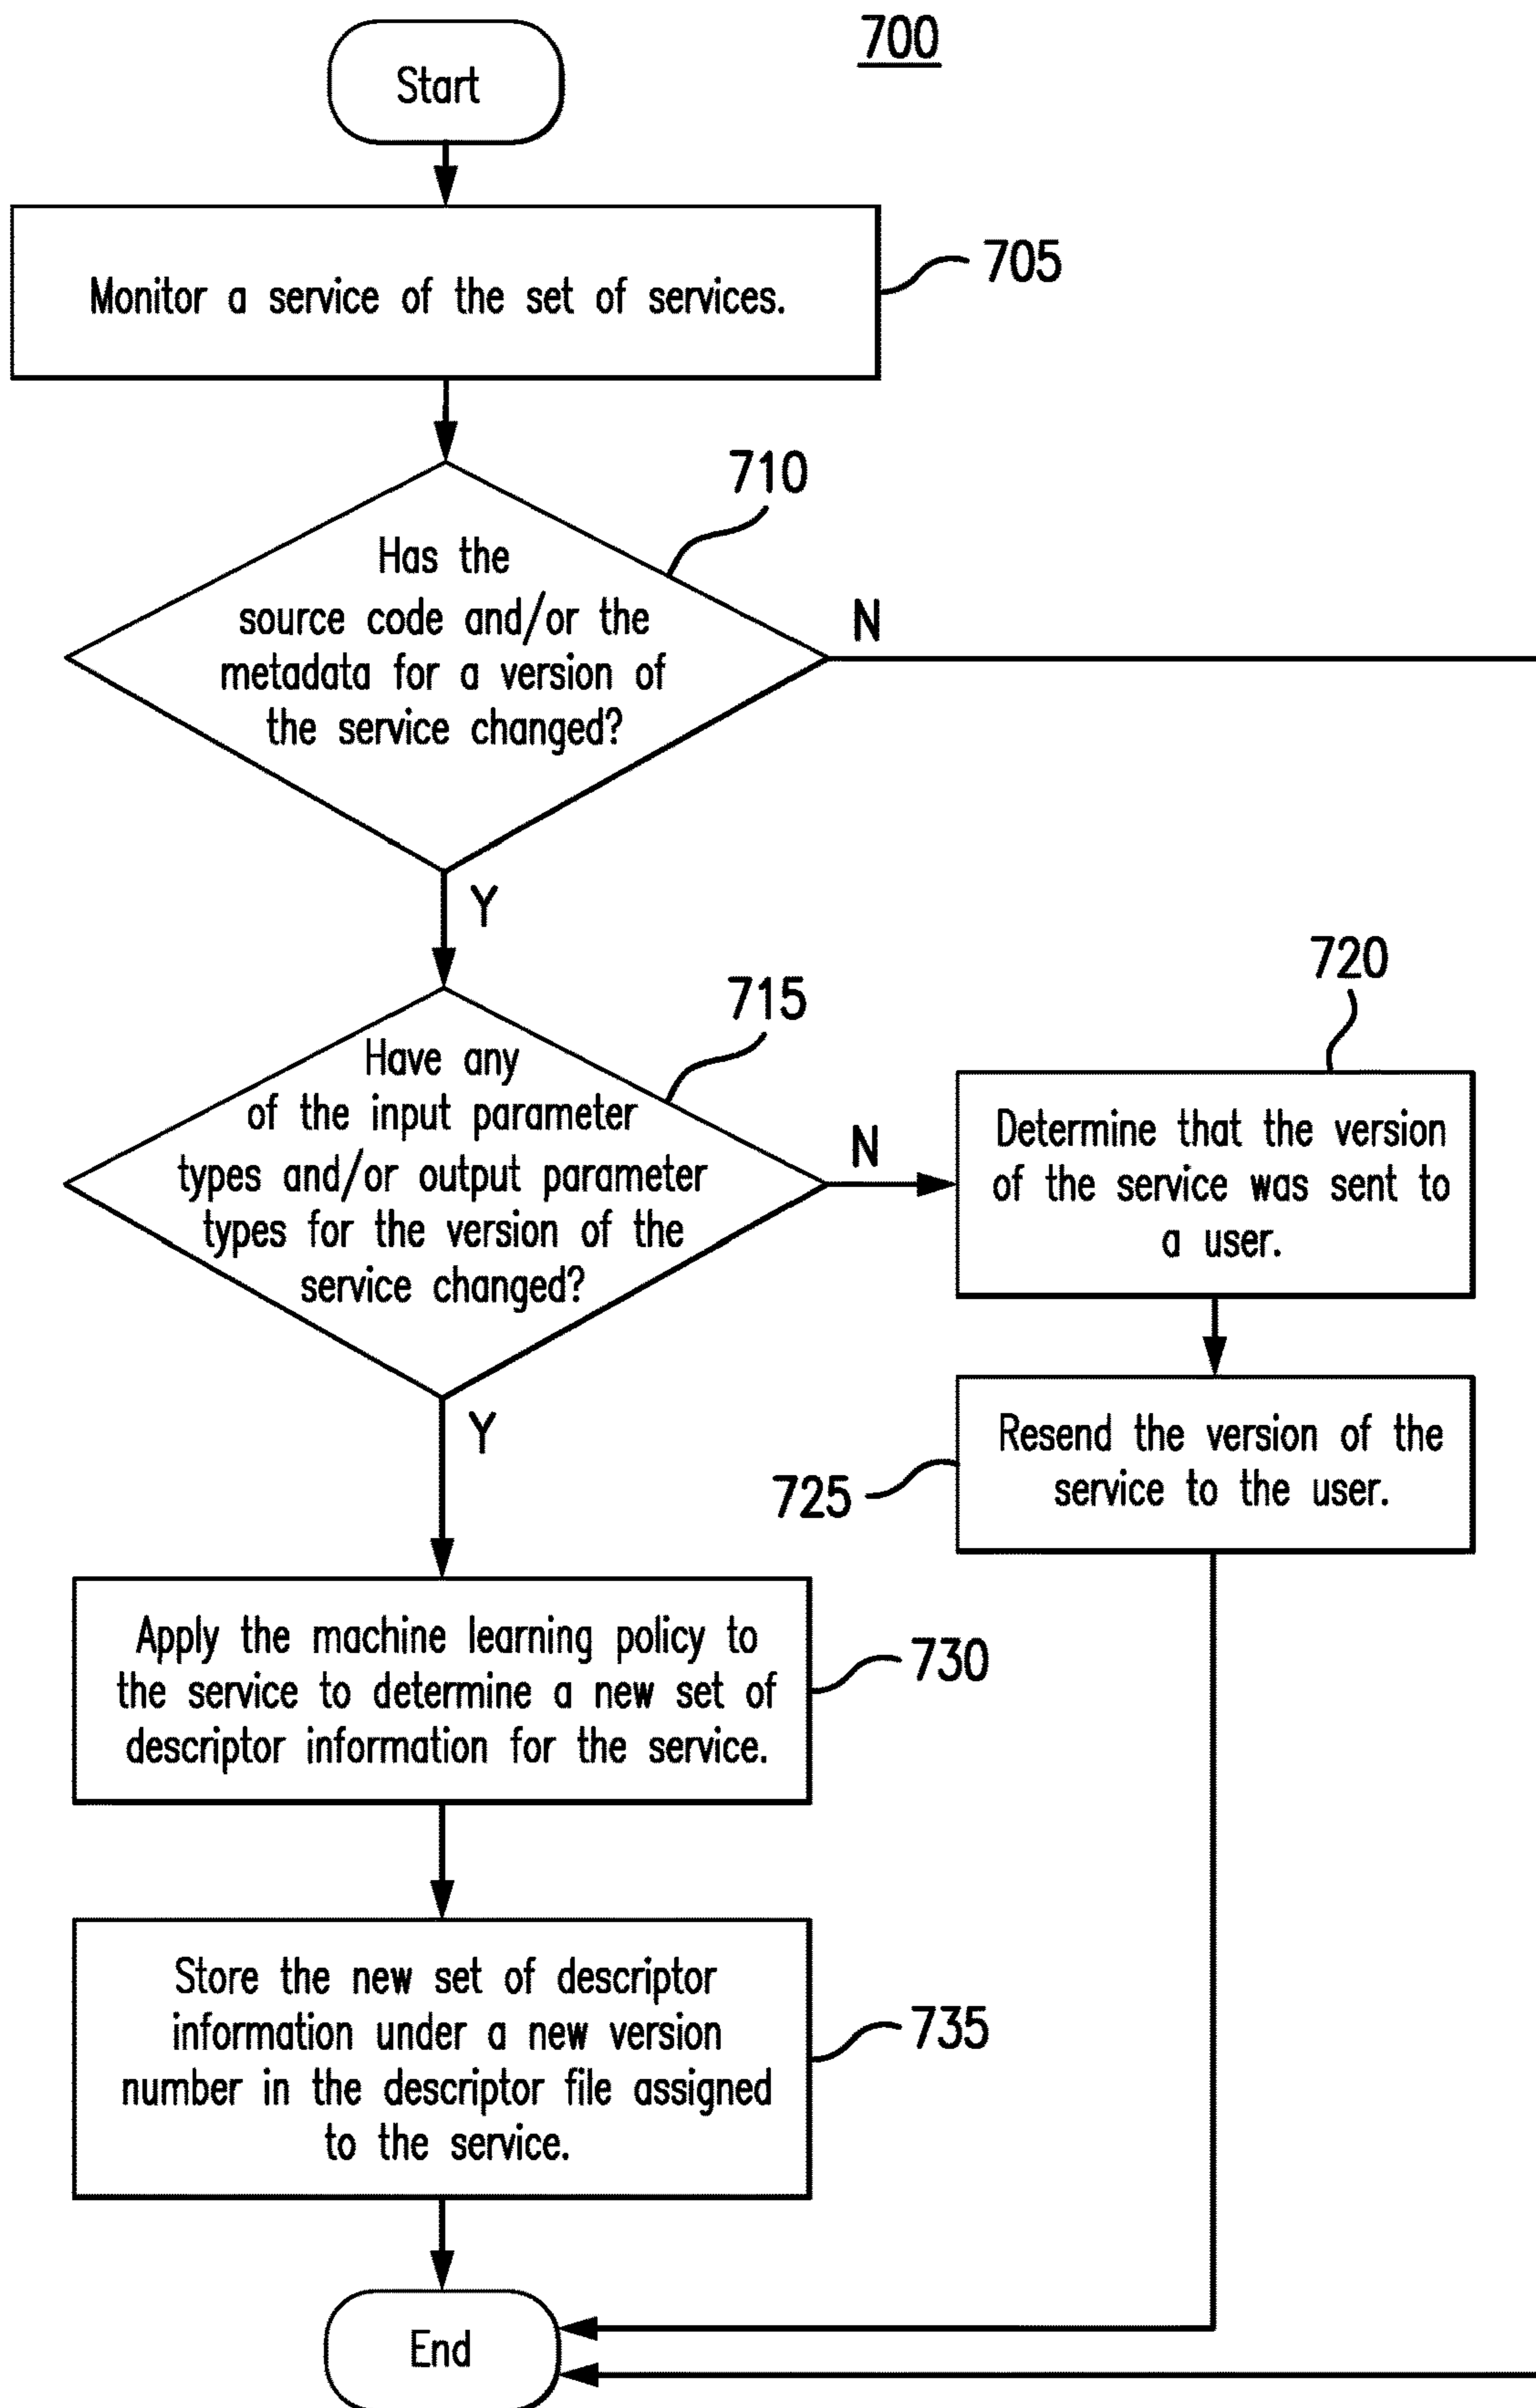 700
Start
Monitor a service of the set of services.
705
710
Has the
source code and/or the
metadata for a version of
the service changed?
N
Y
715
Have any
of the input parameter
types and/or output parameter
types for the version of the
service changed?
N
720
Determine that the version
of the service was sent to
a user.
Resend the version of the
service to the user.
725
Y
Apply the machine learning policy to
the service to determine a new set of
descriptor information for the service.
730
Store the new set of descriptor
information under a new version
number in the descriptor file assigned
to the service.
735
End